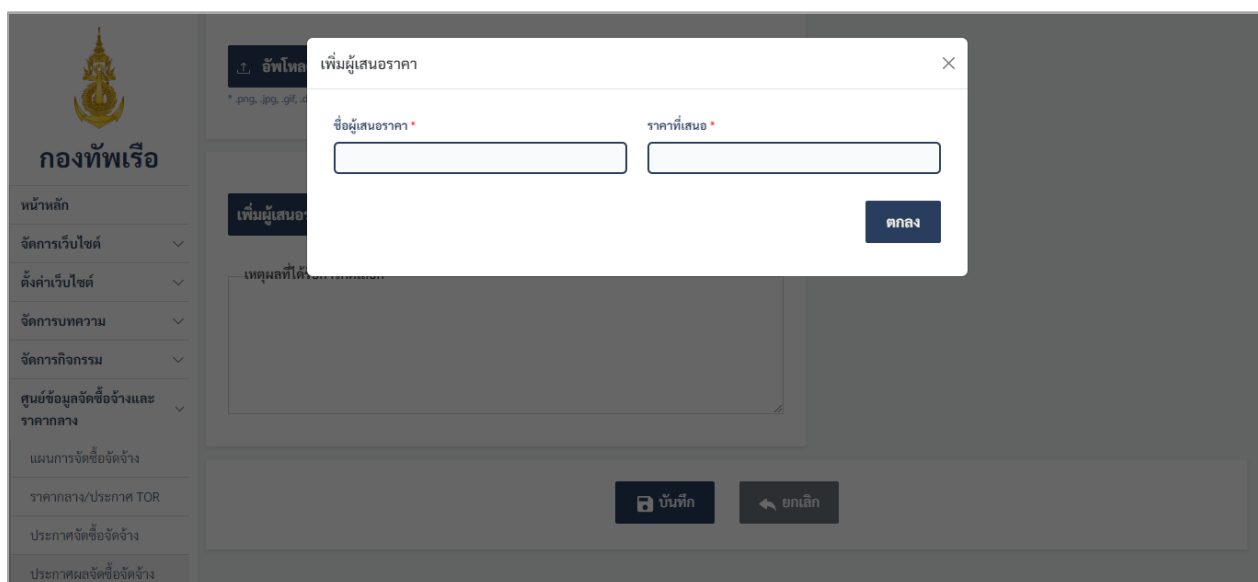 กองทัพเรือ
หน้าหลัก
จัดการเว็บไซต์
ตั้งค่าเว็บไซต์
จัดการบทความ
จัดการกิจกรรม
ศูนย์ข้อมูลจัดซื้อจ้างและ
ราคากลาง
แผนการจัดซื้อจัดจ้าง
ราคากลาง/ประกาศ TOR
ประกาศจัดซื้อจัดจ้าง
ประกาศผลจัดซื้อจัดจ้าง
อัพโหล
* .png, .jpg, .gif, .d
เพิ่มผู้เสนอราคา
ชื่อผู้เสนอราคา *
ราคาที่เสนอ *
ตกลง
เพิ่มผู้เสนอ
บันทึก
ยกเลิก